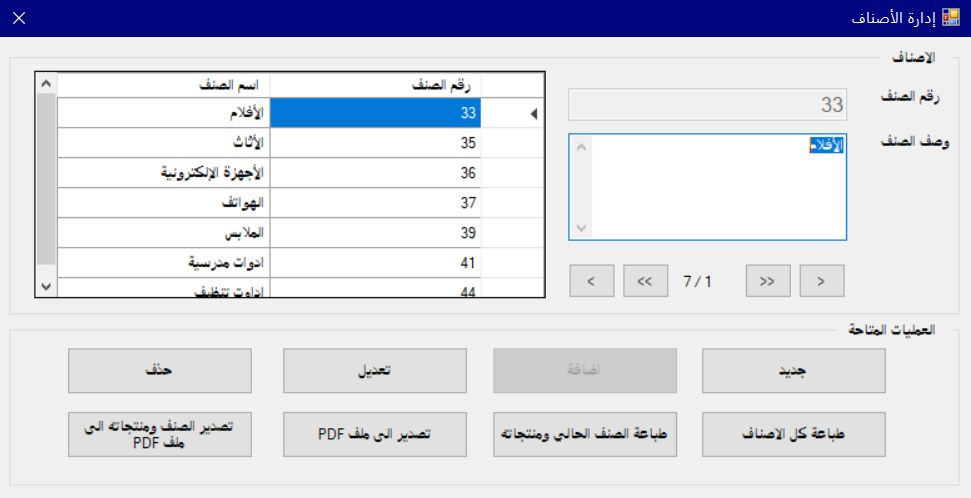 إدارة الأصناف
الاصناف
رقم الصنف
33
وصف الصنف
الأفلام
>
>>
7 / 1
<<
<
رقم الصنف اسم الصنف
33 الأفلام
35 الأثاث
36 الأجهزة الإلكترونية
37 الهواتف
39 الملابس
41 ادوات مدرسية
44 اداوت تنظيف
العمليات المتاحة
جديد
اضافة
تعديل
حذف
طباعة كل الاصناف
طباعة الصنف الحالي ومنتجاته
تصدير الى ملف PDF
تصدير الصنف ومنتجاته الى
ملف PDF